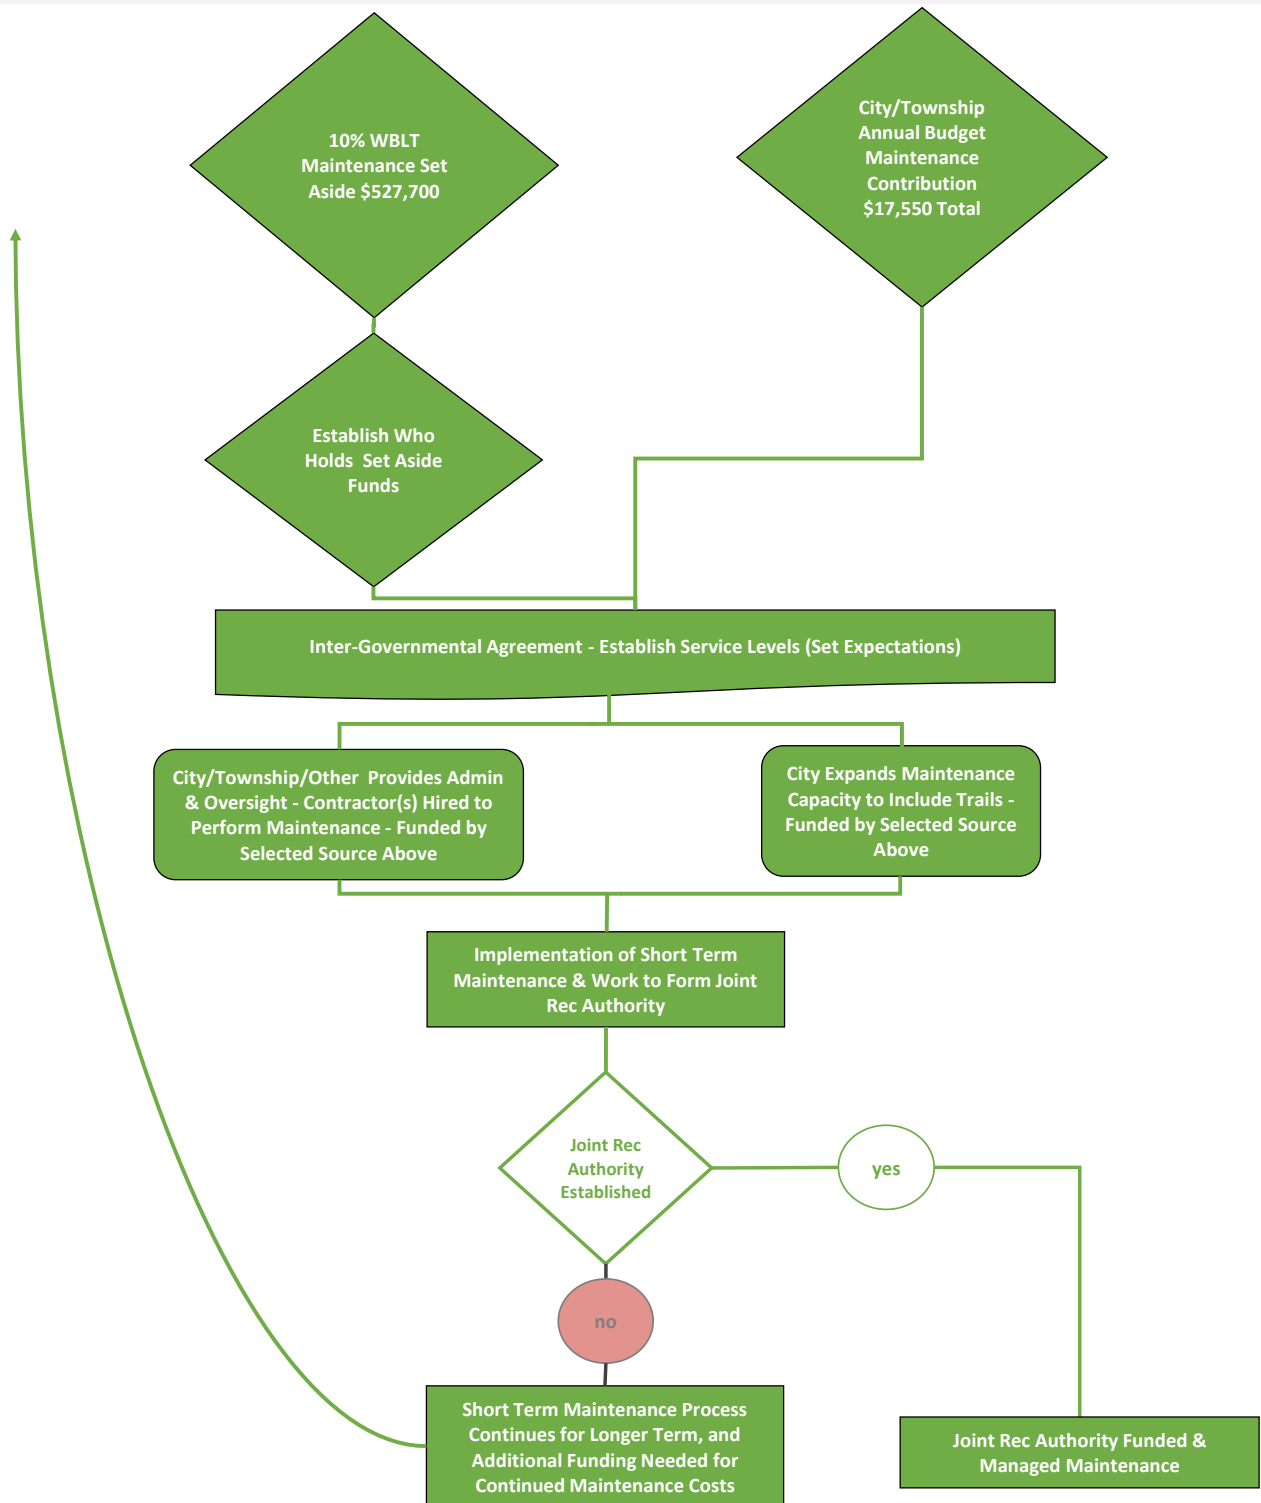 10% WBLT
Maintenance Set
Aside $527,700
City/Township
Annual Budget
Maintenance
Contribution
$17,550 Total
Establish Who
Holds Set Aside
Funds
Inter-Governmental Agreement - Establish Service Levels (Set Expectations)
City/Township/Other Provides Admin
& Oversight - Contractor(s) Hired to
Perform Maintenance - Funded by
Selected Source Above
City Expands Maintenance
Capacity to Include Trails -
Funded by Selected Source
Above
Implementation of Short Term
Maintenance & Work to Form Joint
Rec Authority
Joint Rec
Authority
Established
yes
no
Short Term Maintenance Process
Continues for Longer Term, and
Additional Funding Needed for
Continued Maintenance Costs
Joint Rec Authority Funded &
Managed Maintenance